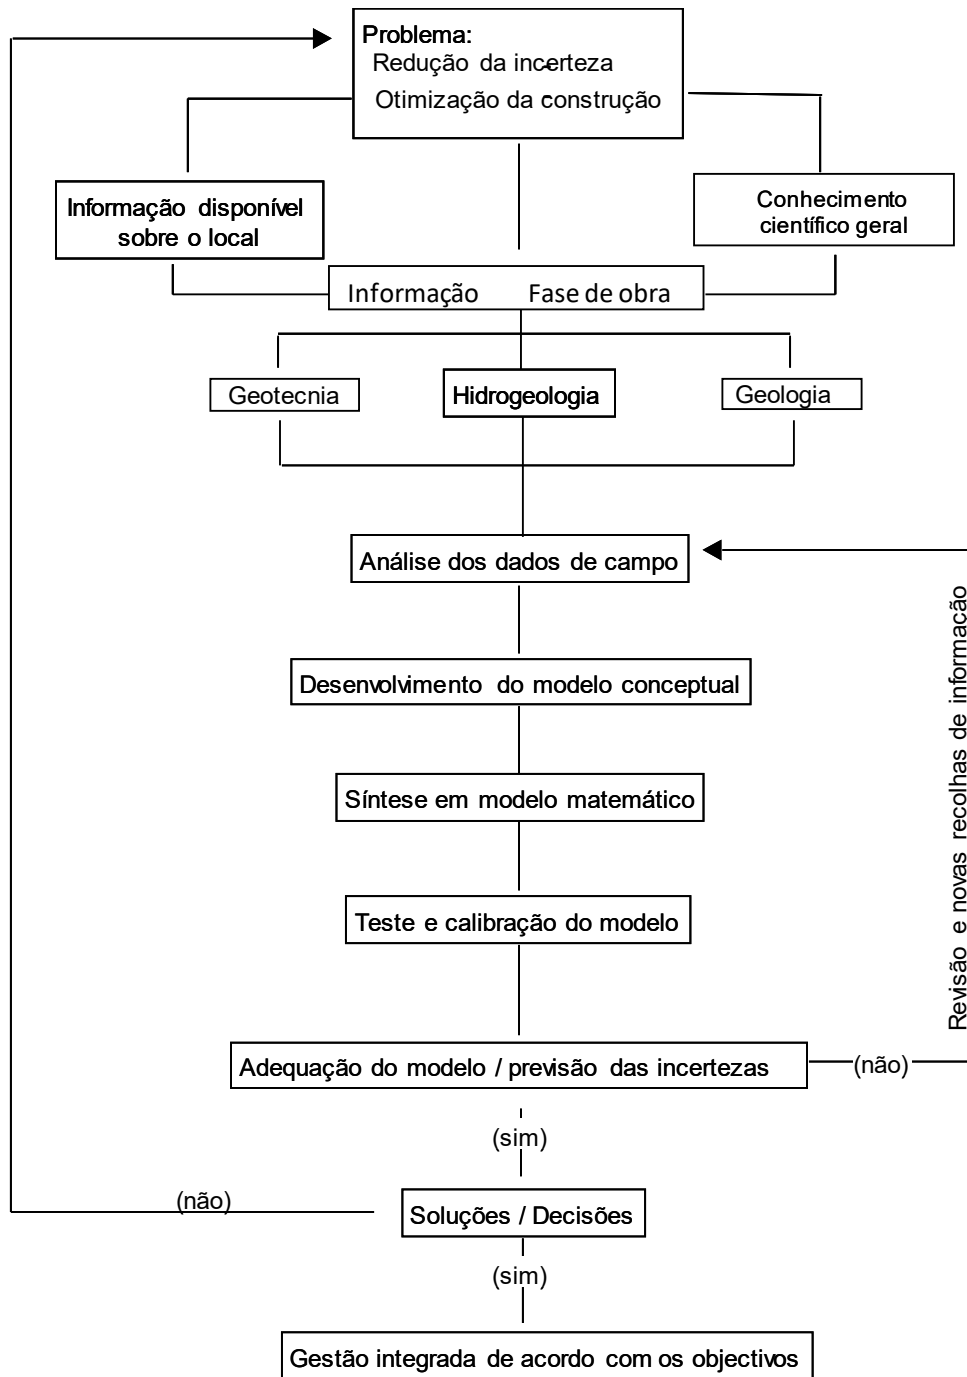 Problema:
Redução da incerteza
Otimização da construção
Informação disponível
sobre o local
Conhecimento
científico geral
Informação Fase de obra
Geotecnia
Hidrogeologia
Geologia
Análise dos dados de campo
Desenvolvimento do modelo conceptual
Síntese em modelo matemático
Teste e calibração do modelo
Revisão e novas recolhas de informação
Adequação do modelo / previsão das incertezas
(não)
(sim)
(não)
Soluções / Decisões
(sim)
Gestão integrada de acordo com os objectivos